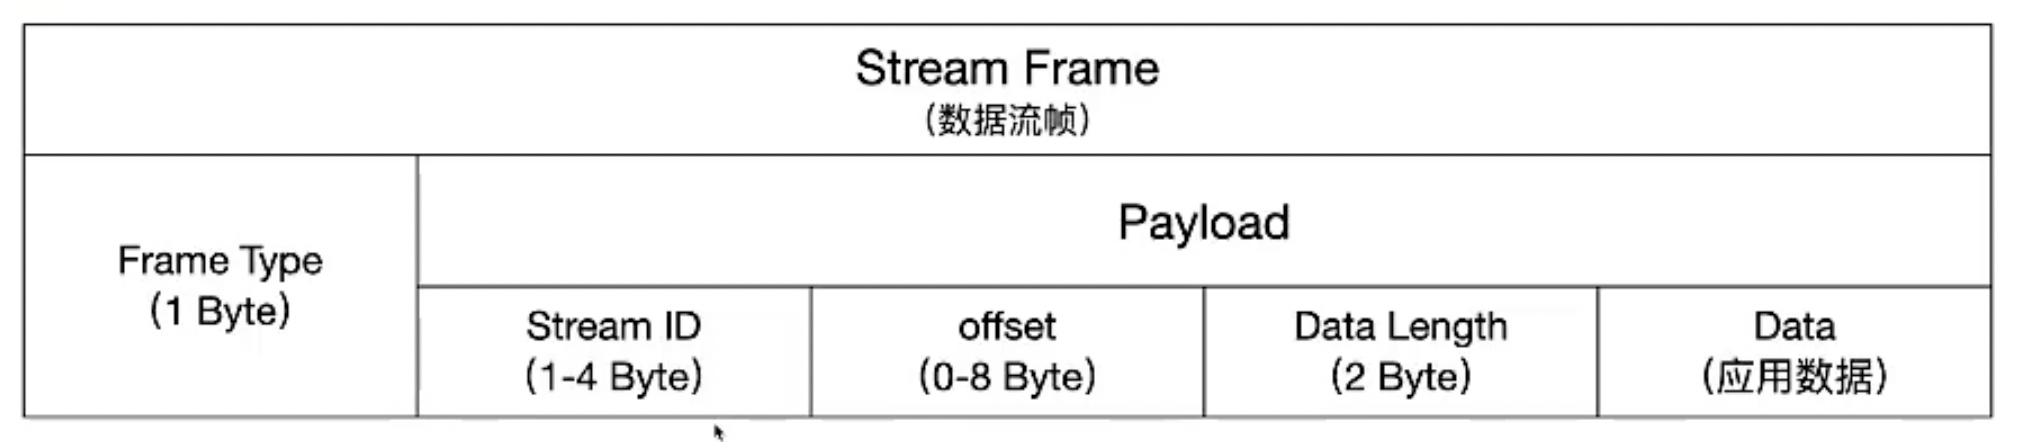 Stream Frame
（数据流帧）
Frame Type
（1 Byte）
Payload
Stream ID
（1-4 Byte）
offset
（0-8 Byte）
Data Length
（2 Byte）
Data
（应用数据）